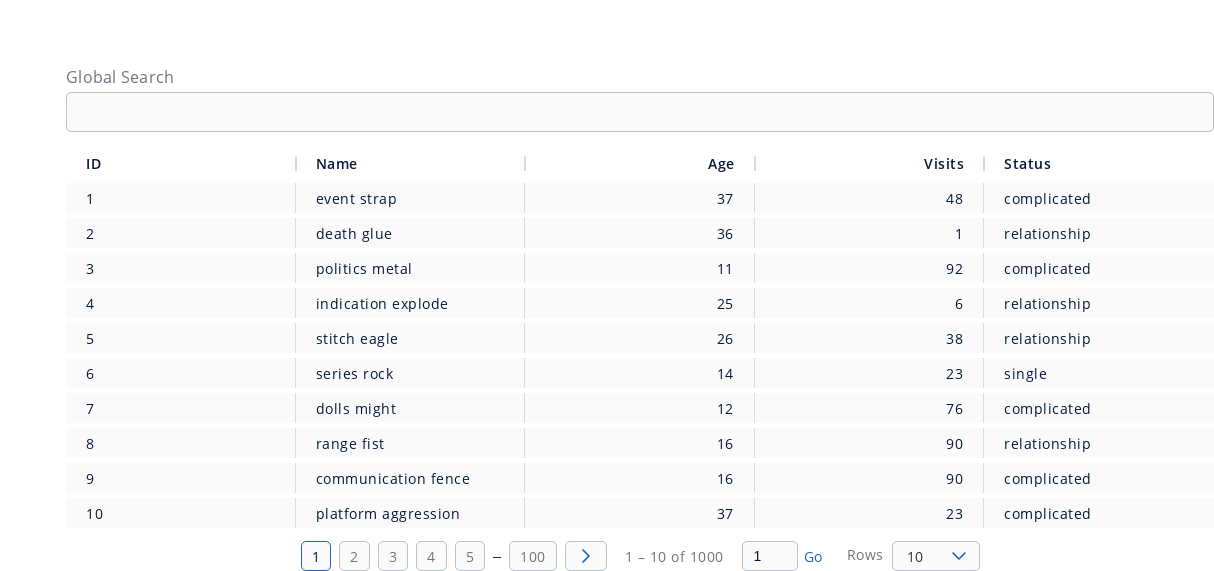 Global Search
ID Name Age Visits Status
1 event strap 37 48 complicated
2 death glue 36 1 relationship
3 politics metal 11 92 complicated
4 indication explode 25 6 relationship
5 stitch eagle 26 38 relationship
6 series rock 14 23 single
7 dolls might 12 76 complicated
8 range fist 16 90 relationship
9 communication fence 16 90 complicated
10 platform aggression 37 23 complicated
1 2 3 4 5 – 100 1 – 10 of 1000 1 Go Rows 10